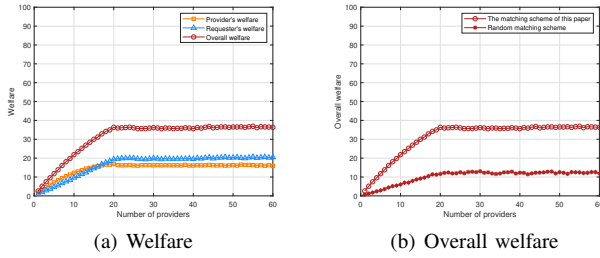 100
90
80
70
60
50
40
30
20
10
0
Welfare
0 10 20 30 40 50 60
Number of providers
Provider's welfare
Requester's welfare
Overall welfare
(a) Welfare
100
90
80
70
60
50
40
30
20
10
0
Overall welfare
0 10 20 30 40 50 60
Number of providers
The matching scheme of this paper
Random matching scheme
(b) Overall welfare